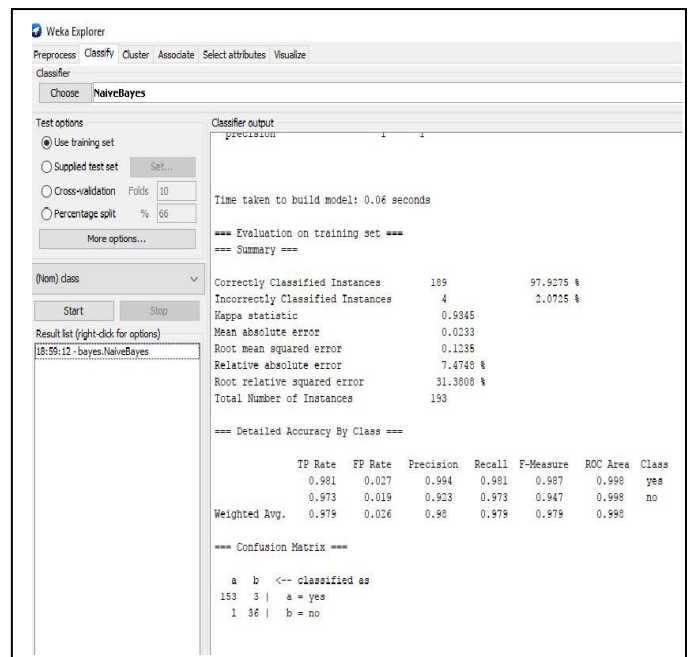 Weka Explorer
Preprocess Classify Cluster Associate Select attributes Visualize
Classifier
Choose NaiveBayes
Test options
Use training set
Supplied test set Set...
Cross-validation Folds 10
Percentage split % 66
More options...
(Nom) class
Start Stop
Result list (right-click for options)
18:59:12 - bayes.NaiveBayes
Classifier output
precision 1 1
Time taken to build model: 0.06 seconds
=== Evaluation on training set ===
=== Summary ===
Correctly Classified Instances 189 97.9275 %
Incorrectly Classified Instances 4 2.0725 %
Kappa statistic 0.9345
Mean absolute error 0.0233
Root mean squared error 0.1235
Relative absolute error 7.4748 %
Root relative squared error 31.3808 %
Total Number of Instances 193
=== Detailed Accuracy By Class ===
TP Rate FP Rate Precision Recall F-Measure ROC Area Class
0.981 0.027 0.994 0.981 0.987 0.998 yes
0.973 0.019 0.923 0.973 0.947 0.998 no
Weighted Avg. 0.979 0.026 0.98 0.979 0.979 0.998
=== Confusion Matrix ===
a b <-- classified as
153 3 | a = yes
1 36 | b = no